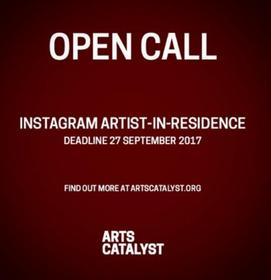 OPEN CALL
INSTAGRAM ARTIST-IN-RESIDENCE
DEADLINE 27 SEPTEMBER 2017
FIND OUT MORE AT ARTSCATALYST.ORG
ARTS
CATALYST